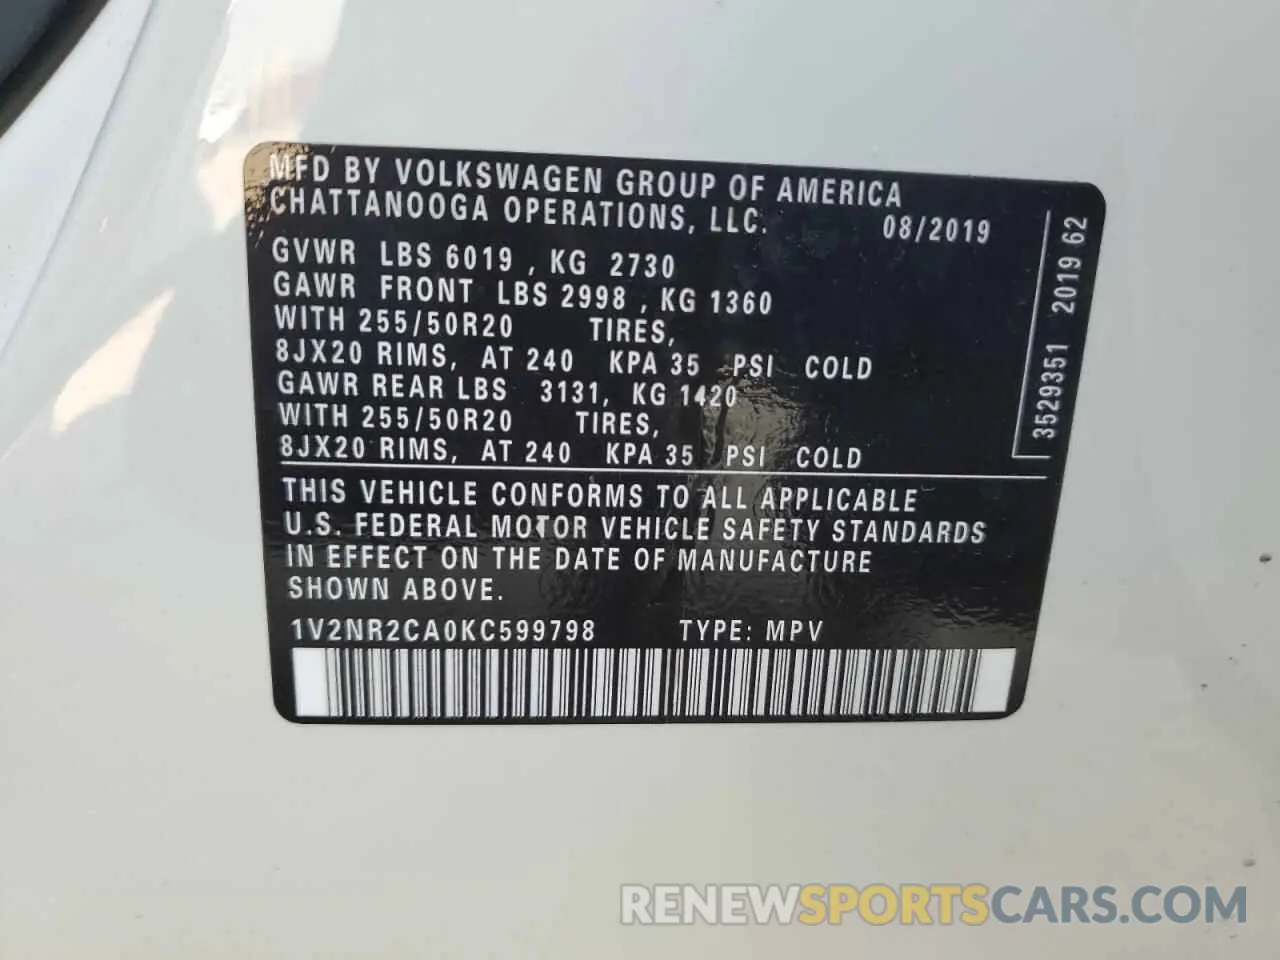 MFD BY VOLKSWAGEN GROUP OF AMERICA
CHATTANOOGA OPERATIONS, LLC. 08/2019
GVWR LBS 6019 , KG 2730
GAWR FRONT LBS 2998 , KG 1360
WITH 255/50R20 TIRES,
8JX20 RIMS, AT 240 KPA 35 PSI COLD
GAWR REAR LBS 3131, KG 1420
WITH 255/50R20 TIRES,
8JX20 RIMS, AT 240 KPA 35 PSI COLD
3529351 2019 62
THIS VEHICLE CONFORMS TO ALL APPLICABLE
U.S. FEDERAL MOTOR VEHICLE SAFETY STANDARDS
IN EFFECT ON THE DATE OF MANUFACTURE
SHOWN ABOVE.
1V2NR2CA0KC599798 TYPE: MPV
RENEWSPORTSCARS.COM